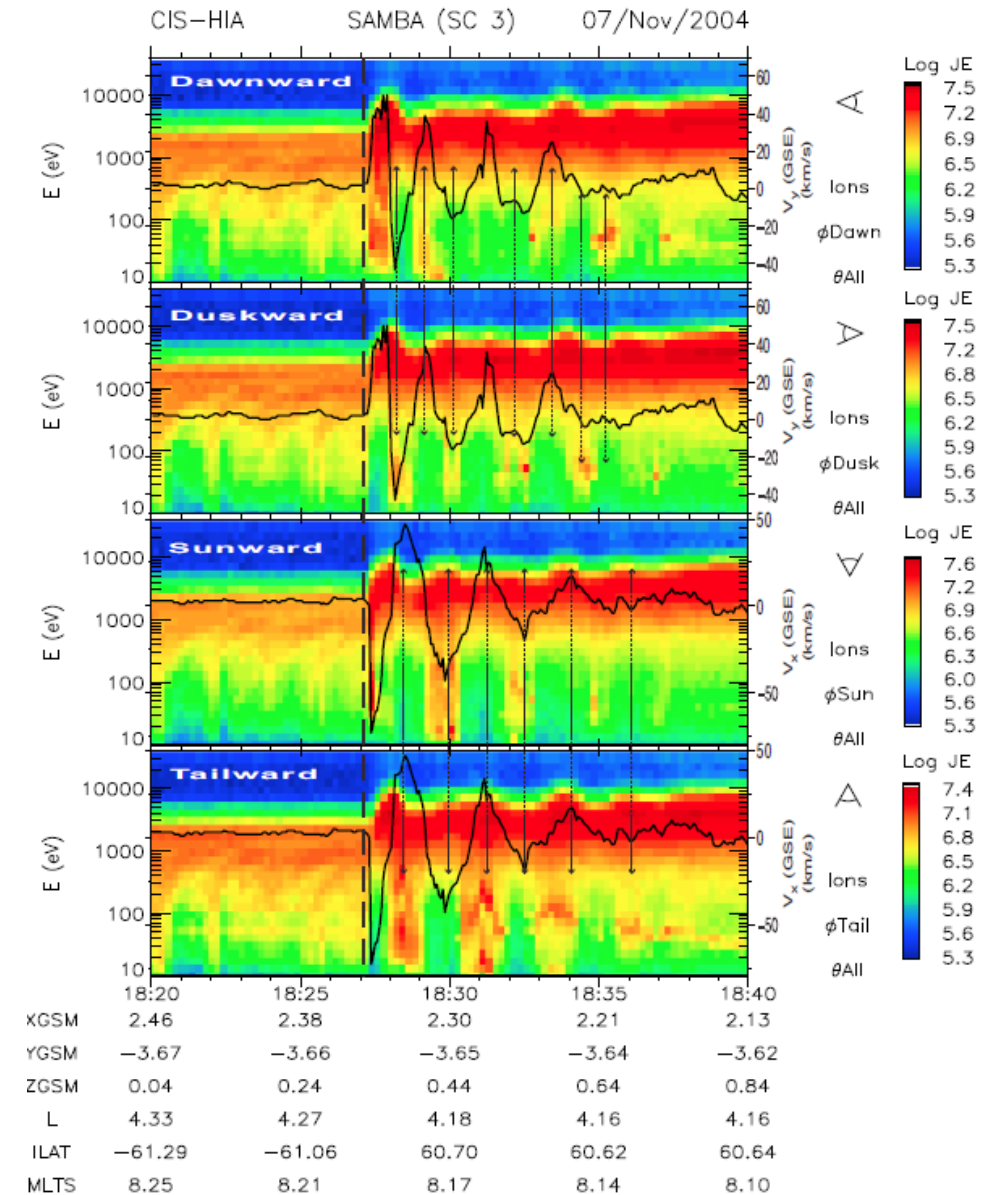 CIS-HIA SAMBA (SC 3) 07/Nov/2004
Dawnward
E (eV)
10000
1000
100
10
60
40
20
0
−20
−40
Vy (GSE)
(km/s)
Ions
φDawn
θAll
Log JE
7.5
7.2
6.9
6.5
6.2
5.9
5.6
5.3
Duskward
E (eV)
10000
1000
100
10
60
40
20
0
−20
−40
Vy (GSE)
(km/s)
Ions
φDusk
θAll
Log JE
7.5
7.2
6.8
6.5
6.2
5.9
5.6
5.3
Sunward
E (eV)
10000
1000
100
10
50
0
−50
Vx (GSE)
(km/s)
Ions
φSun
θAll
Log JE
7.6
7.2
6.9
6.6
6.3
6.0
5.6
5.3
Tailward
E (eV)
10000
1000
100
10
50
0
−50
Vx (GSE)
(km/s)
Ions
φTail
θAll
Log JE
7.4
7.1
6.8
6.5
6.2
5.9
5.6
5.3
18:20 18:25 18:30 18:35 18:40
XGSM 2.46 2.38 2.30 2.21 2.13
YGSM −3.67 −3.66 −3.65 −3.64 −3.62
ZGSM 0.04 0.24 0.44 0.64 0.84
L 4.33 4.27 4.18 4.16 4.16
ILAT −61.29 −61.06 60.70 60.62 60.64
MLTS 8.25 8.21 8.17 8.14 8.10